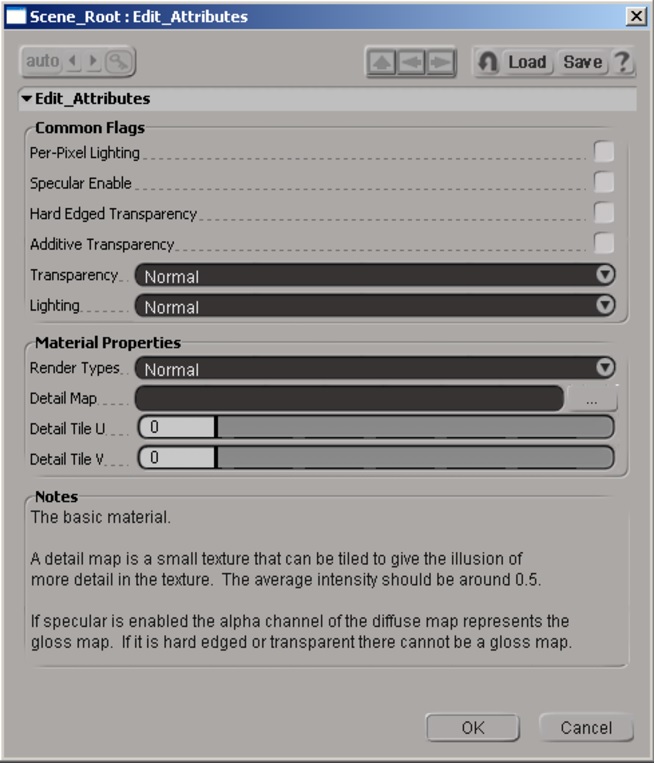 Scene_Root : Edit_Attributes
auto
Load
Save
?
Edit_Attributes
Common Flags
Per-Pixel Lighting
Specular Enable
Hard Edged Transparency
Additive Transparency
Transparency
Normal
Lighting
Normal
Material Properties
Render Types
Normal
Detail Map
...
Detail Tile U
0
Detail Tile V
0
Notes
The basic material.
A detail map is a small texture that can be tiled to give the illusion of
more detail in the texture. The average intensity should be around 0.5.
If specular is enabled the alpha channel of the diffuse map represents the
gloss map. If it is hard edged or transparent there cannot be a gloss map.
OK
Cancel